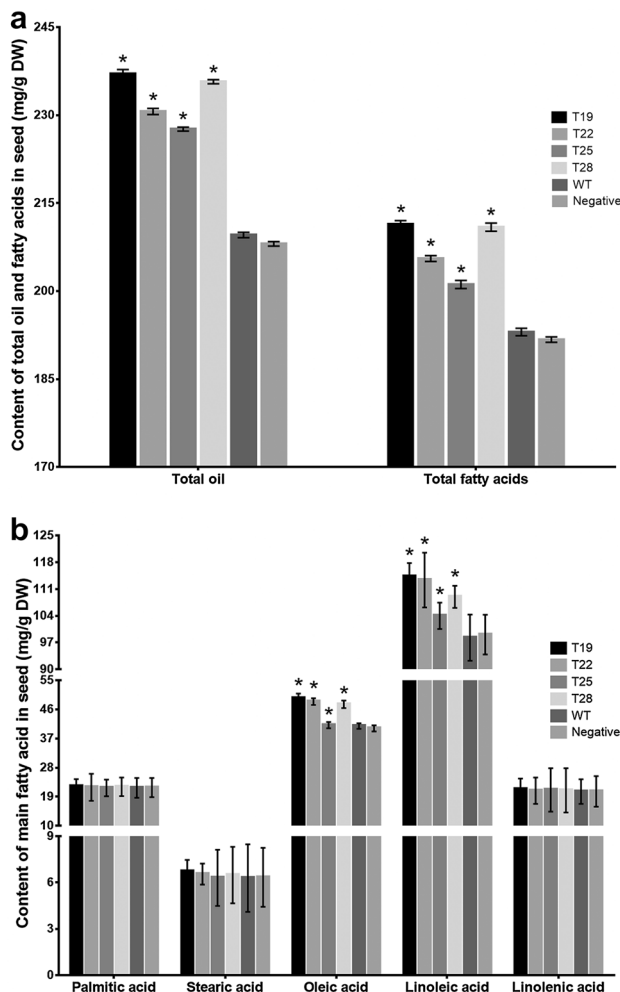 a
Content of total oil and fatty acids in seed (mg/g DW)
245
230
215
200
185
170
* * * *
* * * *
T19
T22
T25
T28
WT
Negative
Total oil Total fatty acids
b
Content of main fatty acid in seed (mg/g DW)
125
118
111
104
97
90
55
46
37
28
19
10
9
6
3
0
* * * *
* * * *
T19
T22
T25
T28
WT
Negative
Palmitic acid Stearic acid Oleic acid Linoleic acid Linolenic acid